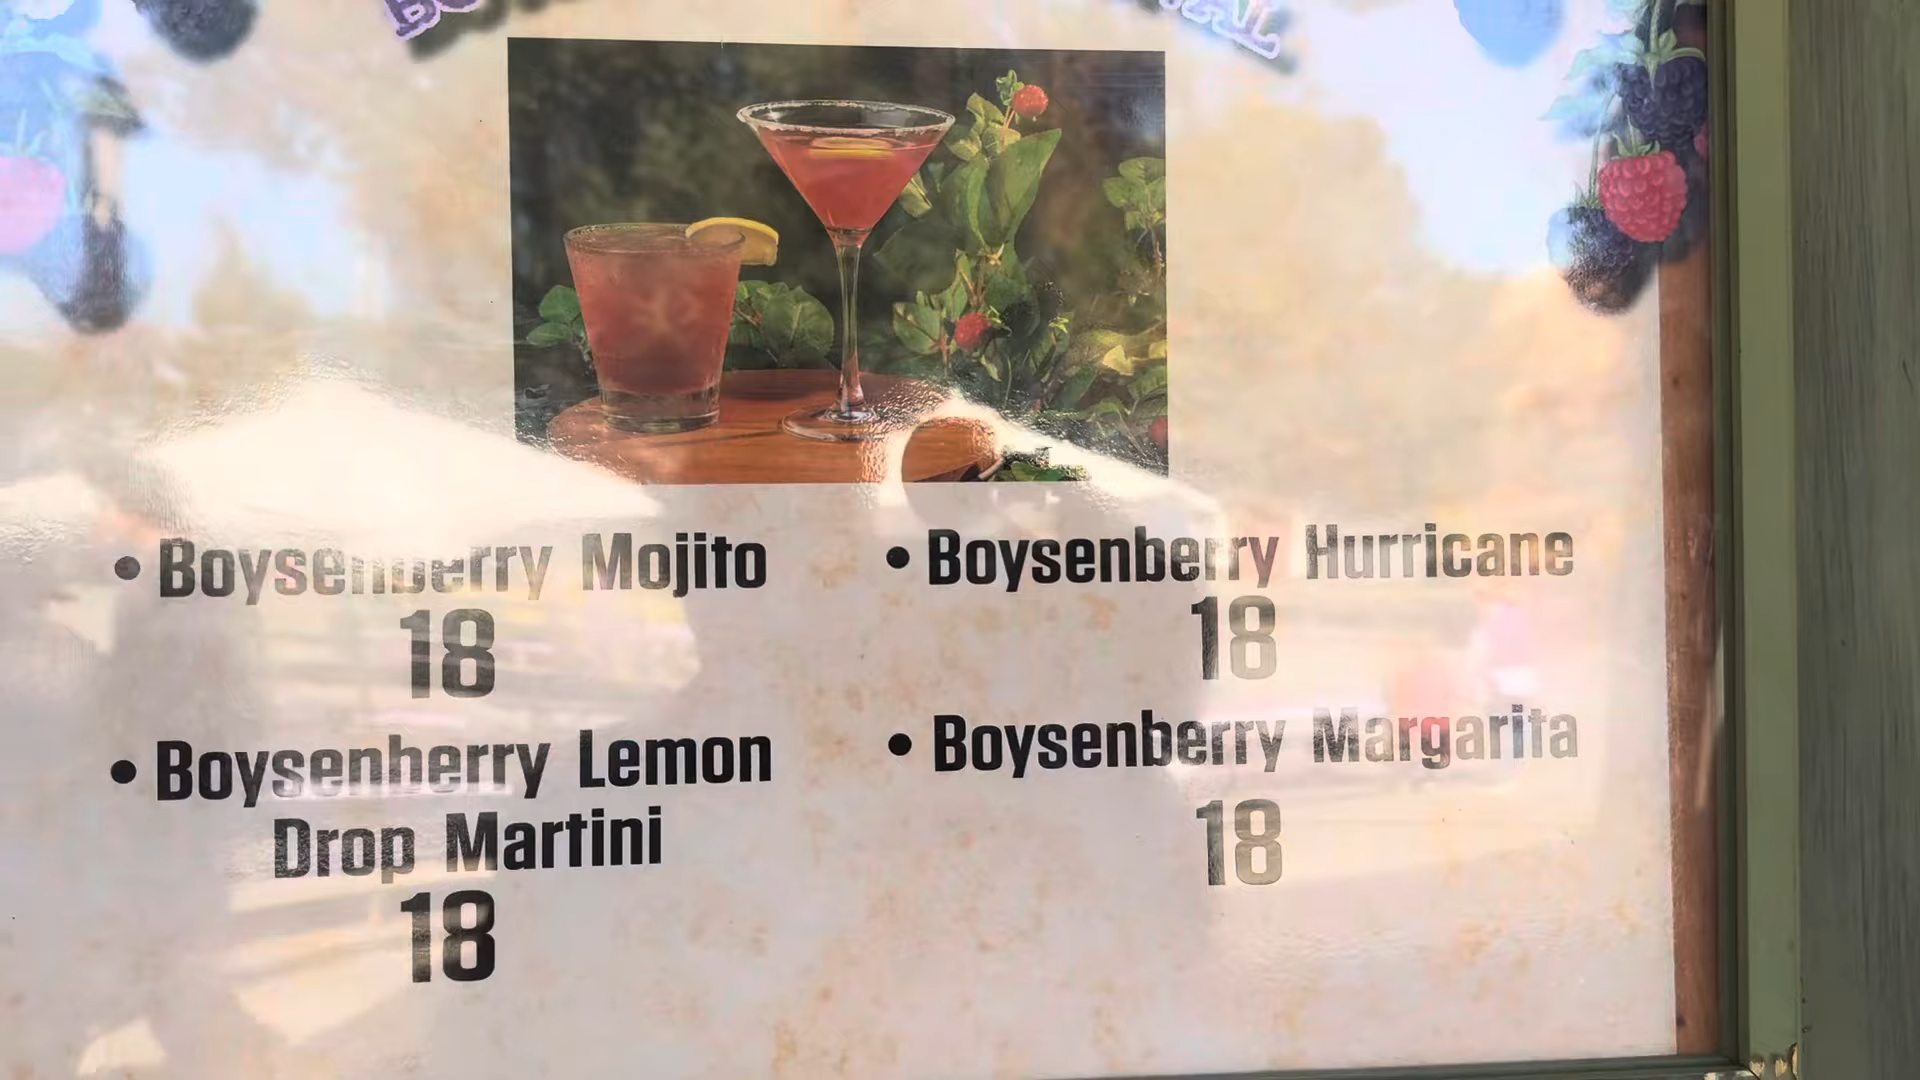 • Boysenberry Mojito
18
• Boysenberry Lemon
Drop Martini
18
• Boysenberry Hurricane
18
• Boysenberry Margarita
18